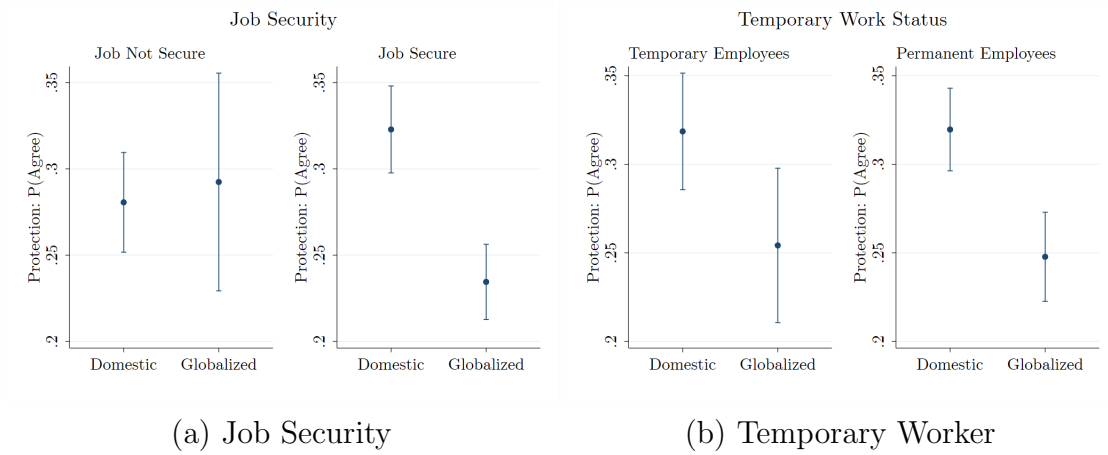 Job Security
Job Not Secure
Job Secure
Protection: P(Agree)
.35
.3
.25
.2
Domestic
Globalized
Protection: P(Agree)
.35
.3
.25
.2
Domestic
Globalized
(a) Job Security
Temporary Work Status
Temporary Employees
Permanent Employees
Protection: P(Agree)
.35
.3
.25
.2
Domestic
Globalized
Protection: P(Agree)
.35
.3
.25
.2
Domestic
Globalized
(b) Temporary Worker